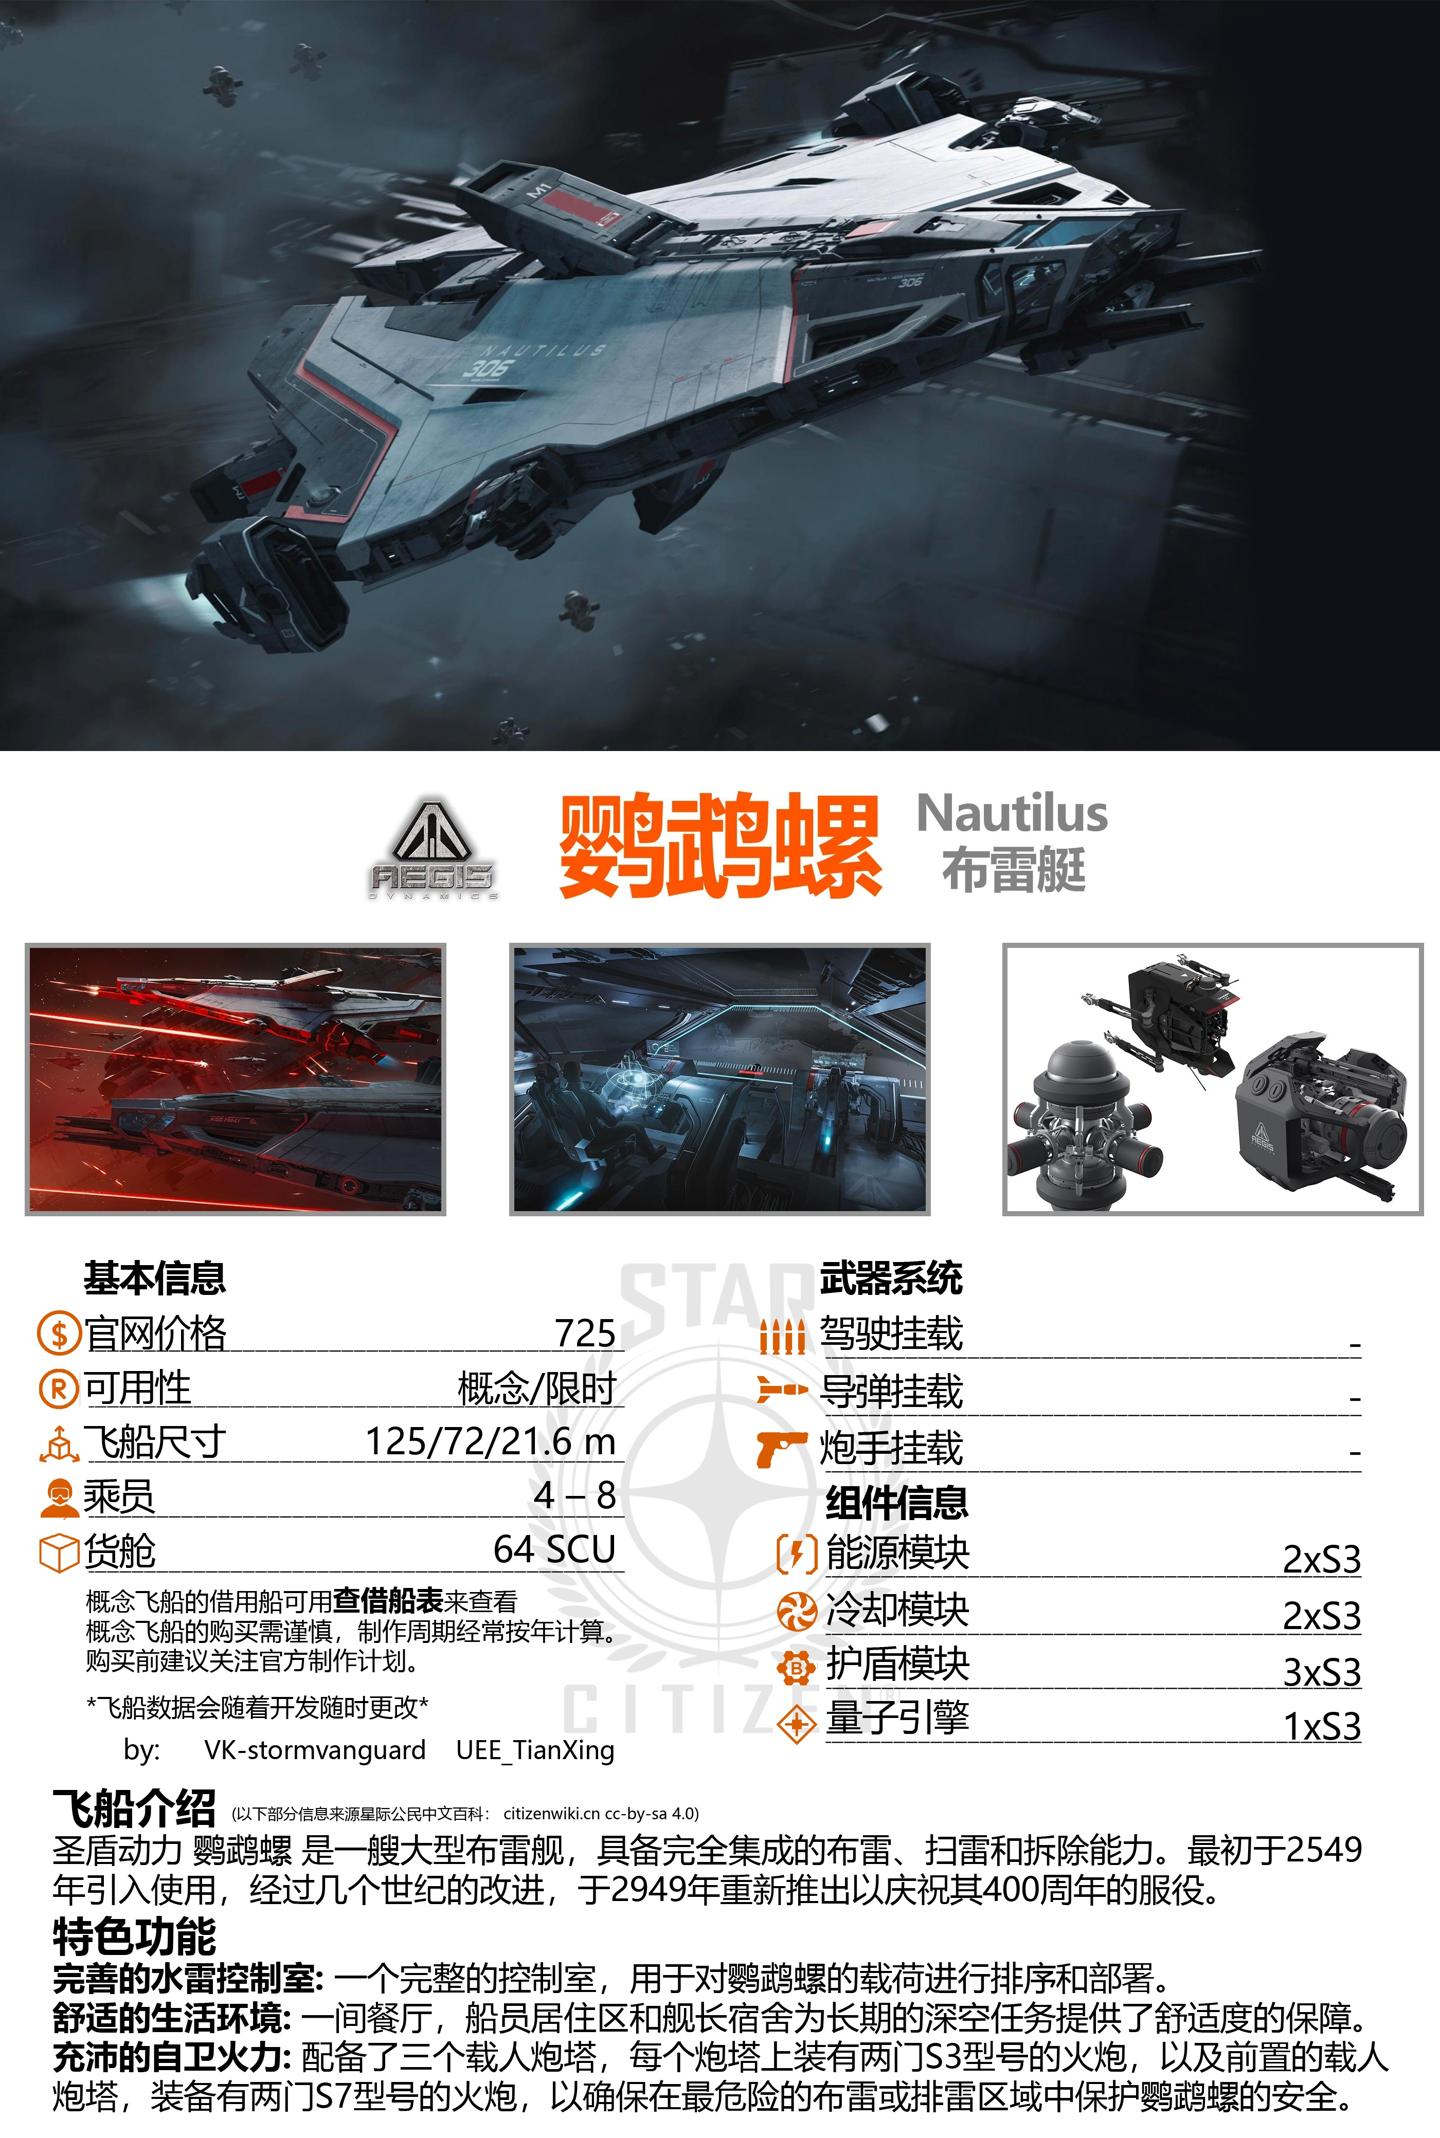 M1
NAUTILUS
306
306
AEGIS
DYNAMICS
鹦鹉螺
Nautilus
布雷艇
AEGIS
STAR
CITIZEN
基本信息
官网价格 725
可用性 概念/限时
飞船尺寸 125/72/21.6 m
乘员 4 – 8
货舱 64 SCU
概念飞船的借用船可用查借船表来查看
概念飞船的购买需谨慎，制作周期经常按年计算。
购买前建议关注官方制作计划。
*飞船数据会随着开发随时更改*
by: VK-stormvanguard UEE_TianXing
武器系统
驾驶挂载 -
导弹挂载 -
炮手挂载 -
组件信息
能源模块 2xS3
冷却模块 2xS3
护盾模块 3xS3
量子引擎 1xS3
飞船介绍 (以下部分信息来源星际公民中文百科： citizenwiki.cn cc-by-sa 4.0)
圣盾动力 鹦鹉螺 是一艘大型布雷舰，具备完全集成的布雷、扫雷和拆除能力。最初于2549
年引入使用，经过几个世纪的改进，于2949年重新推出以庆祝其400周年的服役。
特色功能
完善的水雷控制室: 一个完整的控制室，用于对鹦鹉螺的载荷进行排序和部署。
舒适的生活环境: 一间餐厅，船员居住区和舰长宿舍为长期的深空任务提供了舒适度的保障。
充沛的自卫火力: 配备了三个载人炮塔，每个炮塔上装有两门S3型号的火炮，以及前置的载人
炮塔，装备有两门S7型号的火炮，以确保在最危险的布雷或排雷区域中保护鹦鹉螺的安全。